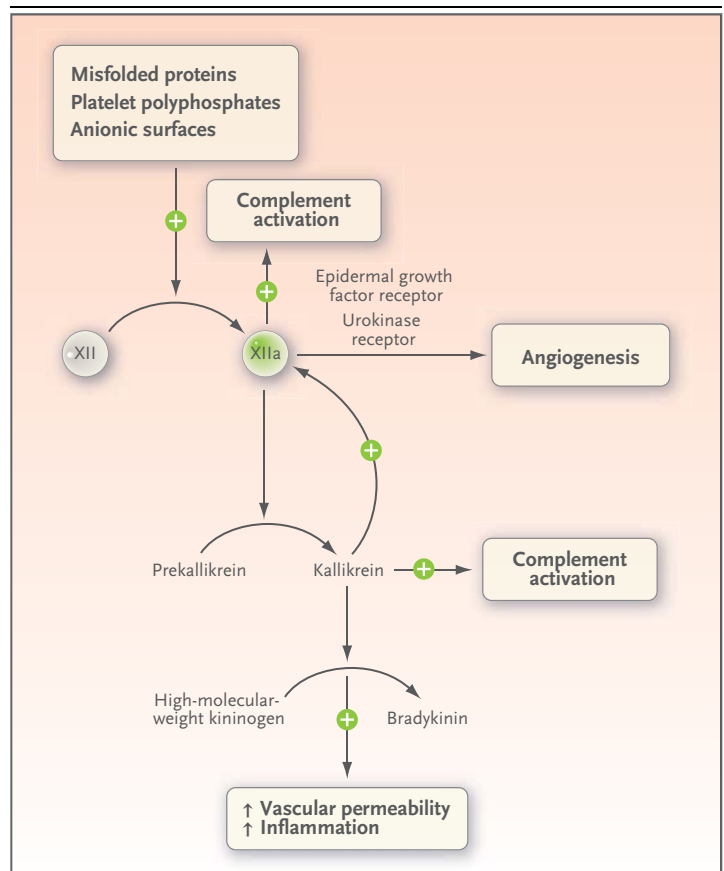 Misfolded proteins
Platelet polyphosphates
Anionic surfaces
Complement
activation
Epidermal growth
factor receptor
Urokinase
receptor
XII
XIIa
Angiogenesis
Prekallikrein
Kallikrein
Complement
activation
High-molecular-
weight kininogen
Bradykinin
↑ Vascular permeability
↑ Inflammation